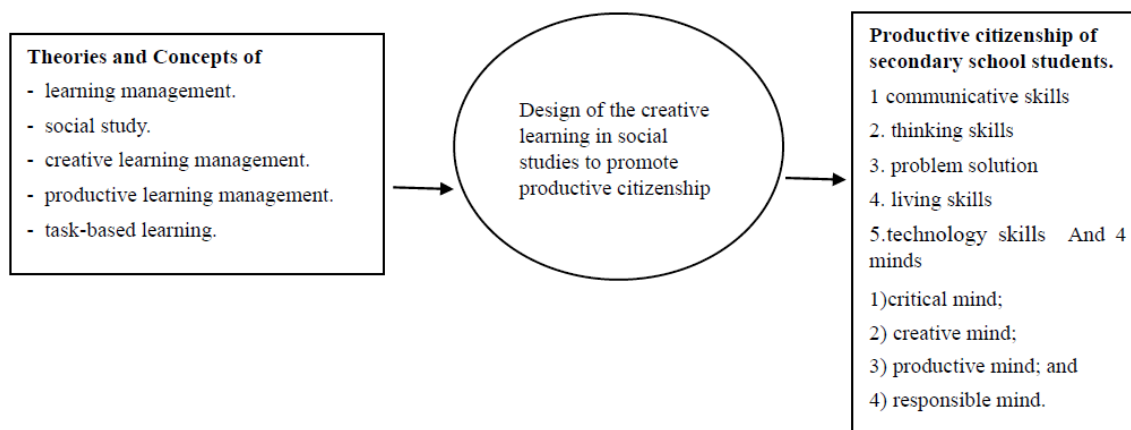 Theories and Concepts of
- learning management.
- social study.
- creative learning management.
- productive learning management.
- task-based learning.
Design of the creative
learning in social
studies to promote
productive citizenship
Productive citizenship of
secondary school students.
1 communicative skills
2. thinking skills
3. problem solution
4. living skills
5.technology skills And 4
minds
1)critical mind;
2) creative mind;
3) productive mind; and
4) responsible mind.